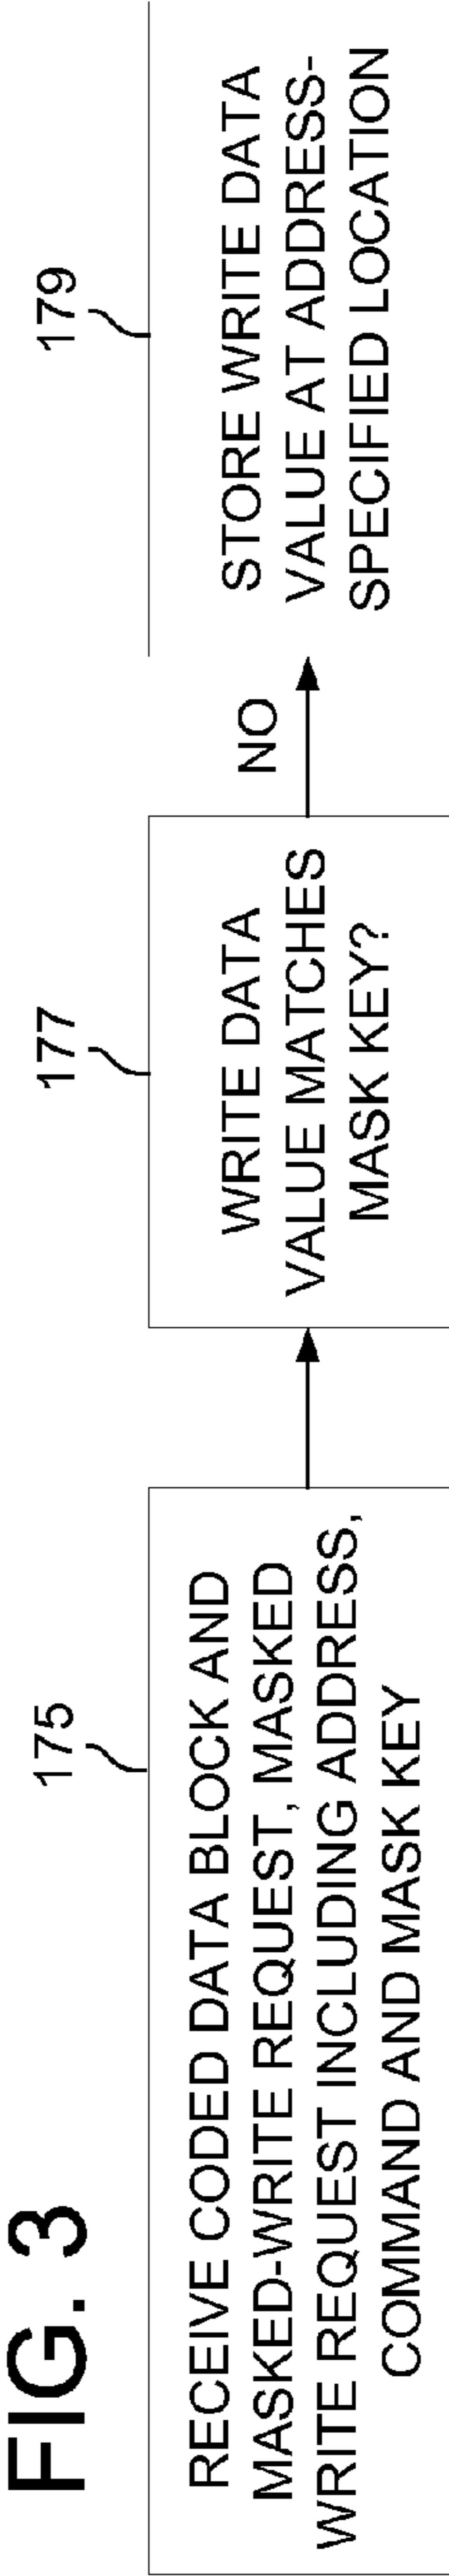 FIG. 3
175
RECEIVE CODED DATA BLOCK AND
MASKED-WRITE REQUEST, MASKED
WRITE REQUEST INCLUDING ADDRESS,
COMMAND AND MASK KEY
177
WRITE DATA
VALUE MATCHES
MASK KEY?
NO
179
STORE WRITE DATA
VALUE AT ADDRESS-
SPECIFIED LOCATION